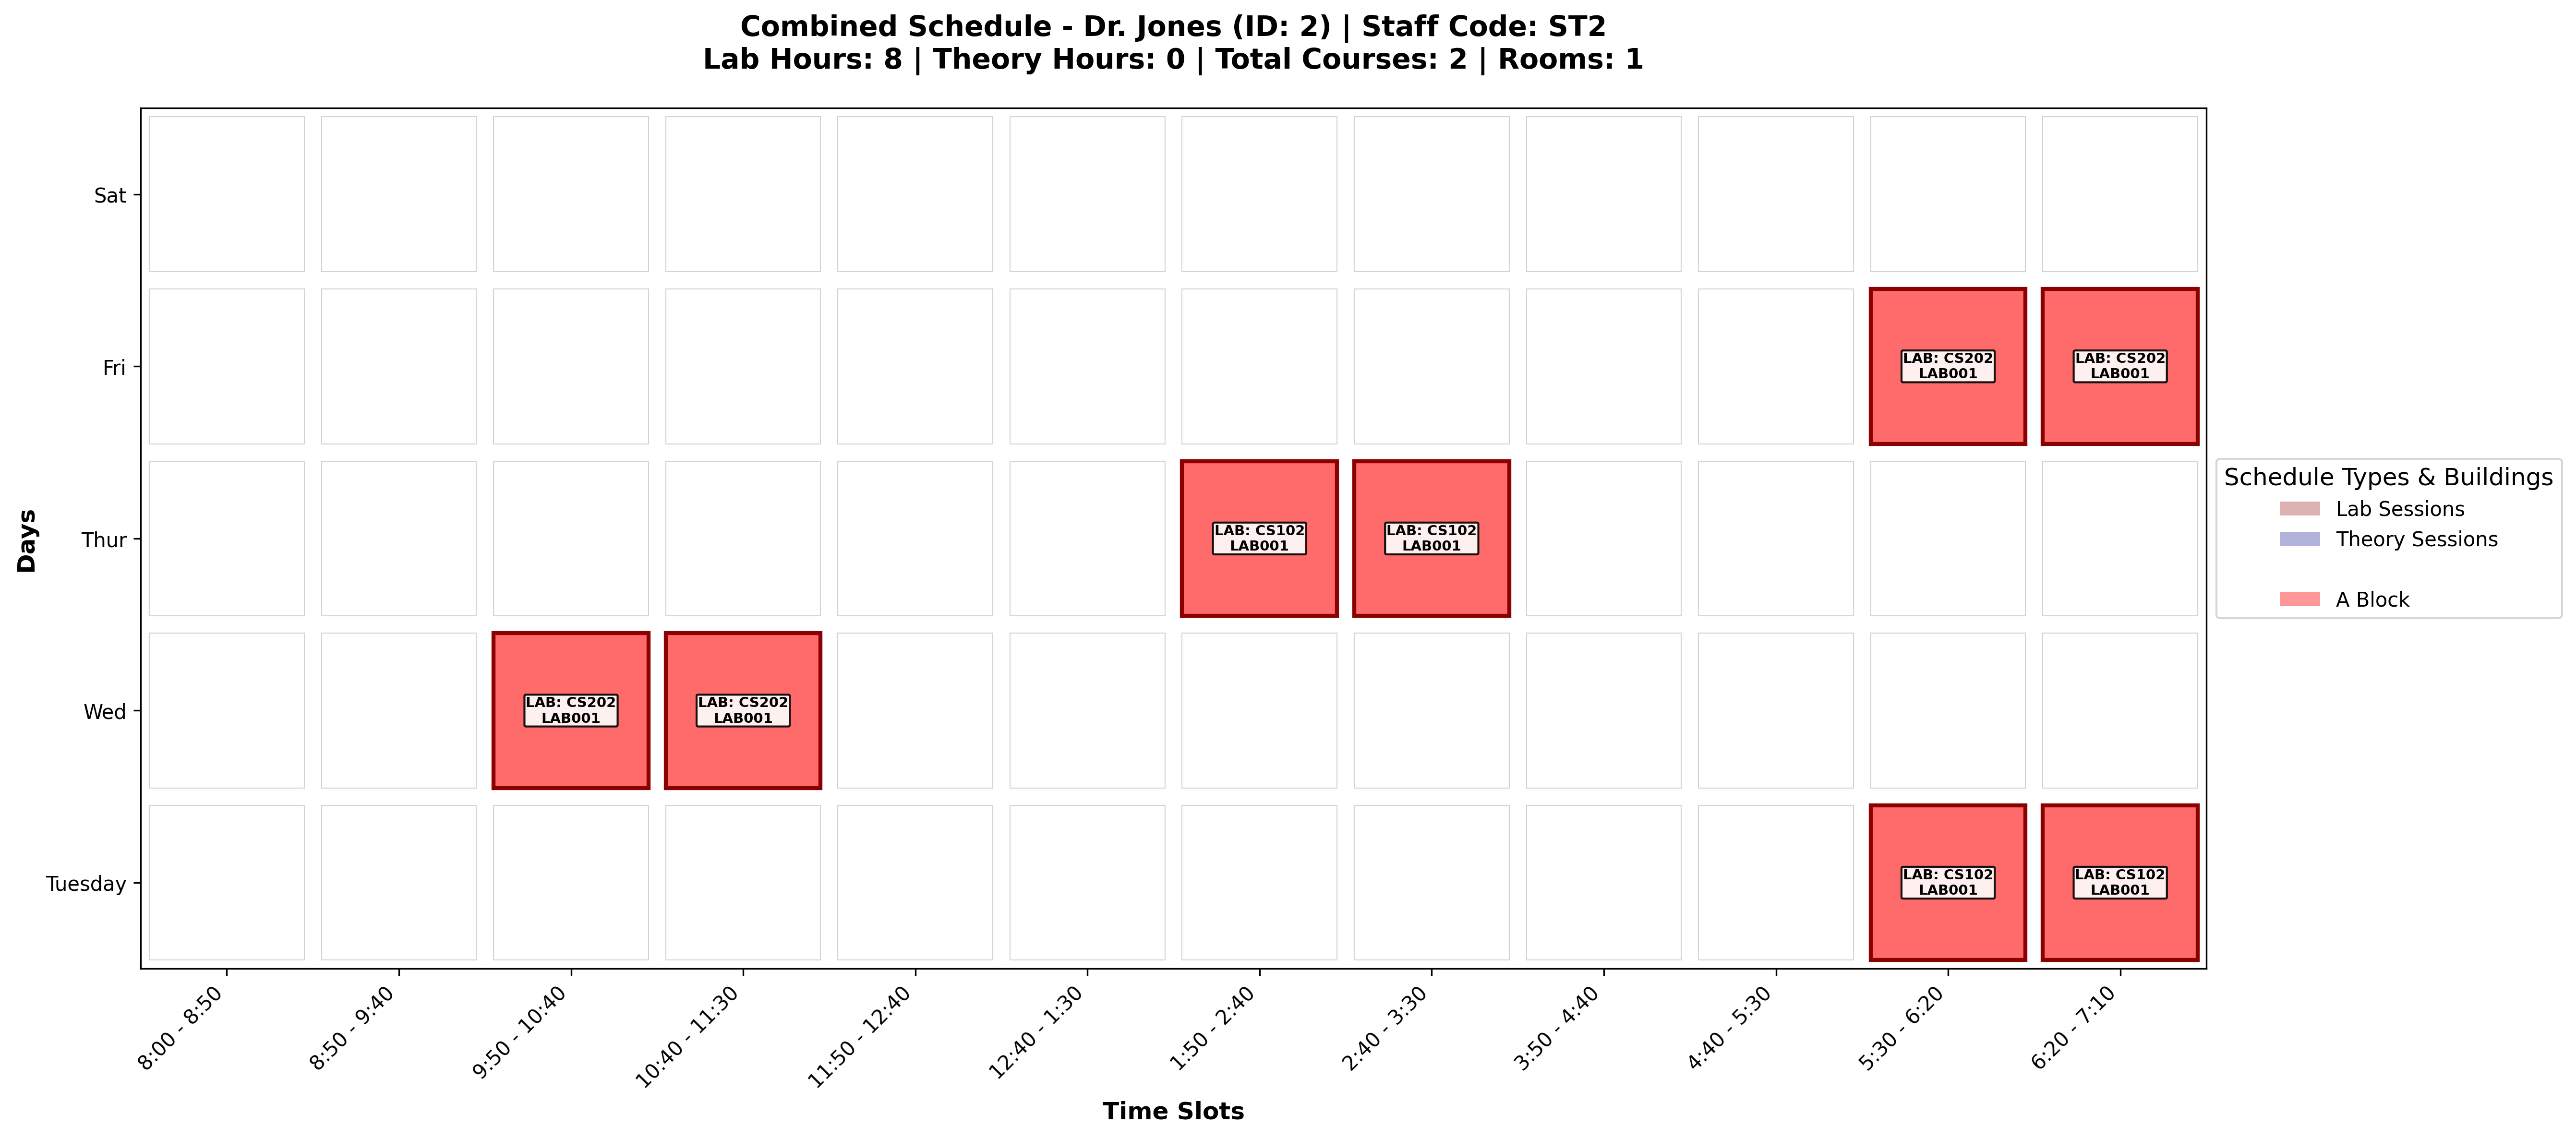 Combined Schedule - Dr. Jones (ID: 2) | Staff Code: ST2
Lab Hours: 8 | Theory Hours: 0 | Total Courses: 2 | Rooms: 1
Days
Sat
Fri
LAB: CS202
LAB001
LAB: CS202
LAB001
Thur
LAB: CS102
LAB001
LAB: CS102
LAB001
Wed
LAB: CS202
LAB001
LAB: CS202
LAB001
Tuesday
LAB: CS102
LAB001
LAB: CS102
LAB001
8:00 - 8:50
8:50 - 9:40
9:50 - 10:40
10:40 - 11:30
11:50 - 12:40
12:40 - 1:30
1:50 - 2:40
2:40 - 3:30
3:50 - 4:40
4:40 - 5:30
5:30 - 6:20
6:20 - 7:10
Time Slots
Schedule Types & Buildings
Lab Sessions
Theory Sessions
A Block